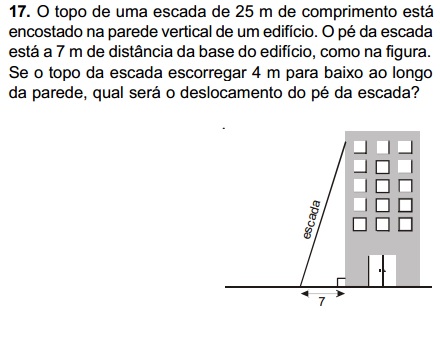 17. O topo de uma escada de 25 m de comprimento está
encostado na parede vertical de um edifício. O pé da escada
está a 7 m de distância da base do edifício, como na figura.
Se o topo da escada escorregar 4 m para baixo ao longo
da parede, qual será o deslocamento do pé da escada?
escada
7